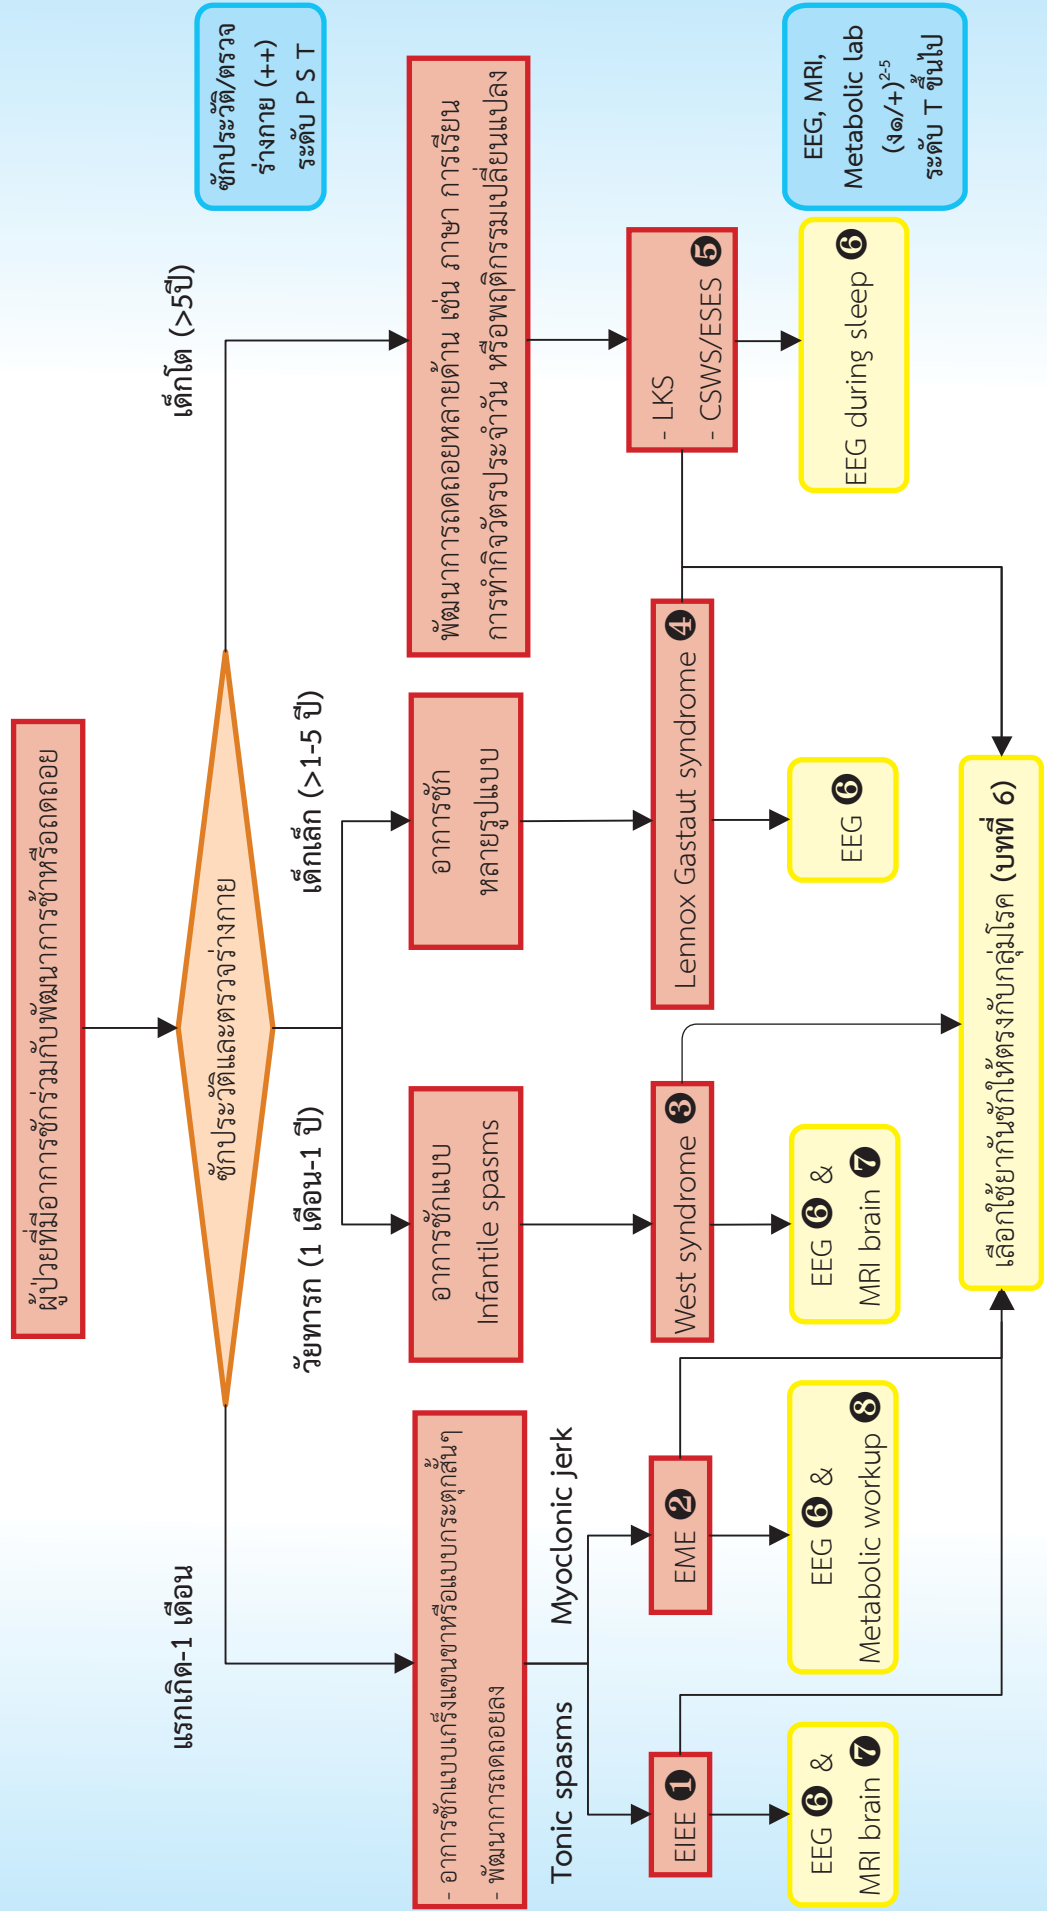 ผู้ป่วยที่มีอาการชักร่วมกับพัฒนาการช้าหรือถดถอย
ซักประวัติและตรวจร่างกาย
ซักประวัติ/ตรวจ
ร่างกาย (++)
ระดับ P S T
แรกเกิด-1 เดือน
วัยทารก (1 เดือน-1 ปี)
เด็กเล็ก (>1-5 ปี)
เด็กโต (>5ปี)
- อาการชักแบบเกร็งแขนขาหรือแบบกระตุกสั้นๆ
- พัฒนาการถดถอยลง
อาการชักแบบ
Infantile spasms
อาการชัก
หลายรูปแบบ
พัฒนาการถดถอยหลายด้าน เช่น ภาษา การเรียน
การทำกิจวัตรประจำวัน หรือพฤติกรรมเปลี่ยนแปลง
Tonic spasms
Myoclonic jerk
EIEE ❶
EME ❷
West syndrome ❸
Lennox Gastaut syndrome ❹
- LKS
- CSWS/ESES ❺
EEG ❻ &
MRI brain ❼
EEG ❻ &
Metabolic workup ❽
EEG ❻ &
MRI brain ❼
EEG ❻
EEG during sleep ❻
EEG, MRI,
Metabolic lab
(ง๑/+)²⁻⁵
ระดับ T ขึ้นไป
เลือกใช้ยากันชักให้ตรงกับกลุ่มโรค (บทที่ 6)